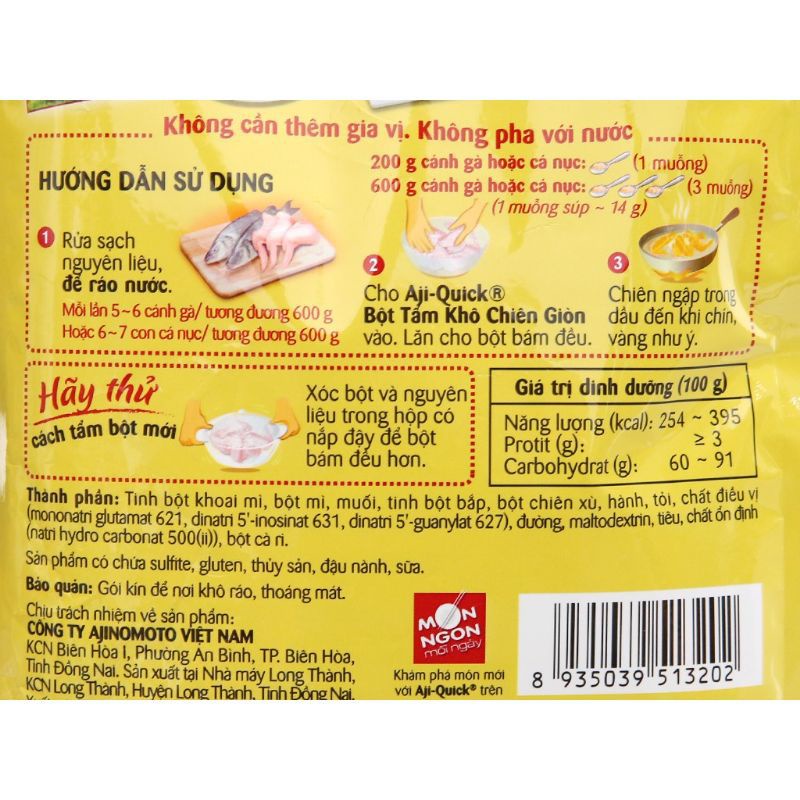 Không cần thêm gia vị. Không pha với nước
HƯỚNG DẪN SỬ DỤNG
200 g cánh gà hoặc cá nục: (1 muỗng)
600 g cánh gà hoặc cá nục: (3 muỗng)
(1 muỗng súp ~ 14 g)
1 Rửa sạch
nguyên liệu,
để ráo nước.
Mỗi lần 5~6 cánh gà/ tương đương 600 g
Hoặc 6~7 con cá nục/ tương đương 600 g
2
Cho Aji-Quick®
Bột Tẩm Khô Chiên Giòn
vào. Lăn cho bột bám đều.
3
Chiên ngập trong
dầu đến khi chín,
vàng như ý.
Hãy thử
cách tẩm bột mới
Xóc bột và nguyên
liệu trong hộp có
nắp đậy để bột
bám đều hơn.
Giá trị dinh dưỡng (100 g)
Năng lượng (kcal): 254 ~ 395
Protit (g): ≥ 3
Carbohydrat (g): 60 ~ 91
Thành phần: Tinh bột khoai mì, bột mì, muối, tinh bột bắp, bột chiên xù, hành, tỏi, chất điều vị
(mononatri glutamat 621, dinatri 5'-inosinat 631, dinatri 5'-guanylat 627), đường, maltodextrin, tiêu, chất ổn định
(natri hydro carbonat 500(ii)), bột cà ri.
Sản phẩm có chứa sulfite, gluten, thủy sản, đậu nành, sữa.
Bảo quản: Gói kín để nơi khô ráo, thoáng mát.
Chịu trách nhiệm về sản phẩm:
CÔNG TY AJINOMOTO VIỆT NAM
KCN Biên Hòa I, Phường An Bình, TP. Biên Hòa,
Tỉnh Đồng Nai. Sản xuất tại Nhà máy Long Thành,
KCN Long Thành, Huyện Long Thành, Tỉnh Đồng Nai.
MÓN
NGON
mỗi ngày
Khám phá món mới
với Aji-Quick® trên
8 935039 513202